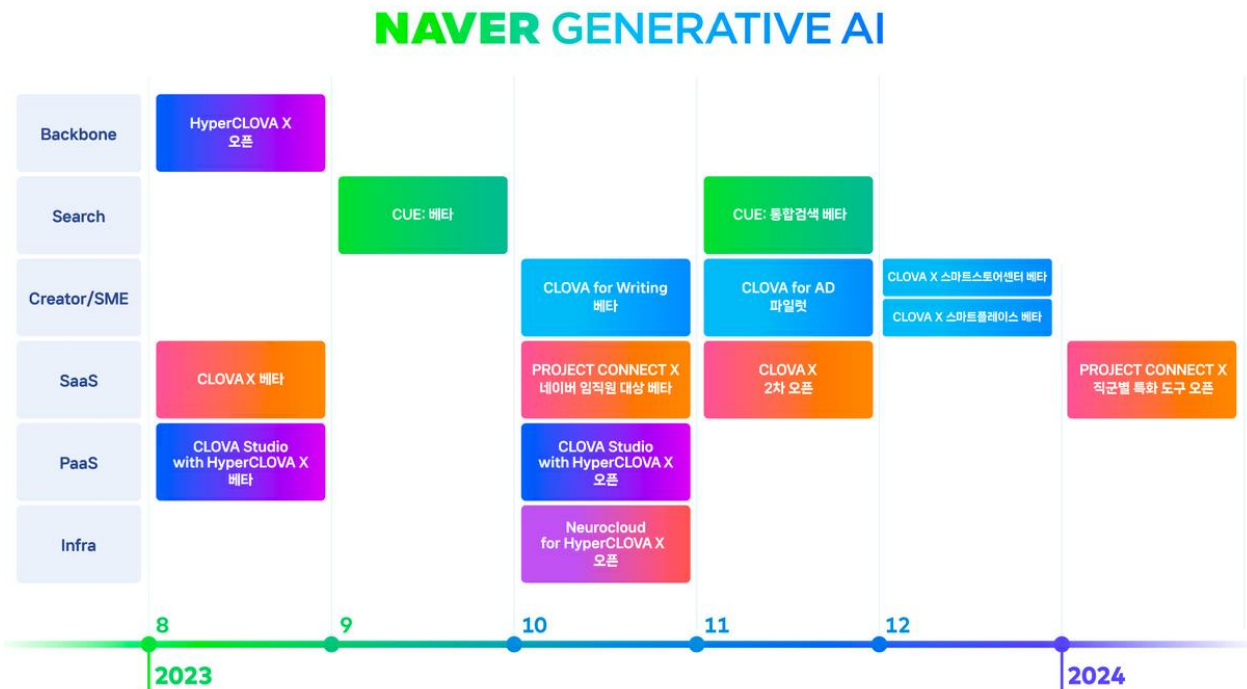 NAVER GENERATIVE AI
Backbone
HyperCLOVA X
오픈
Search
CUE: 베타
CUE: 통합검색 베타
Creator/SME
CLOVA for Writing
베타
CLOVA for AD
파일럿
CLOVA X 스마트스토어센터 베타
CLOVA X 스마트플레이스 베타
SaaS
CLOVA X 베타
PROJECT CONNECT X
네이버 임직원 대상 베타
CLOVA X
2차 오픈
PROJECT CONNECT X
직군별 특화 도구 오픈
PaaS
CLOVA Studio
with HyperCLOVA X
베타
CLOVA Studio
with HyperCLOVA X
오픈
Infra
Neurocloud
for HyperCLOVA X
오픈
8
9
10
11
12
2023
2024